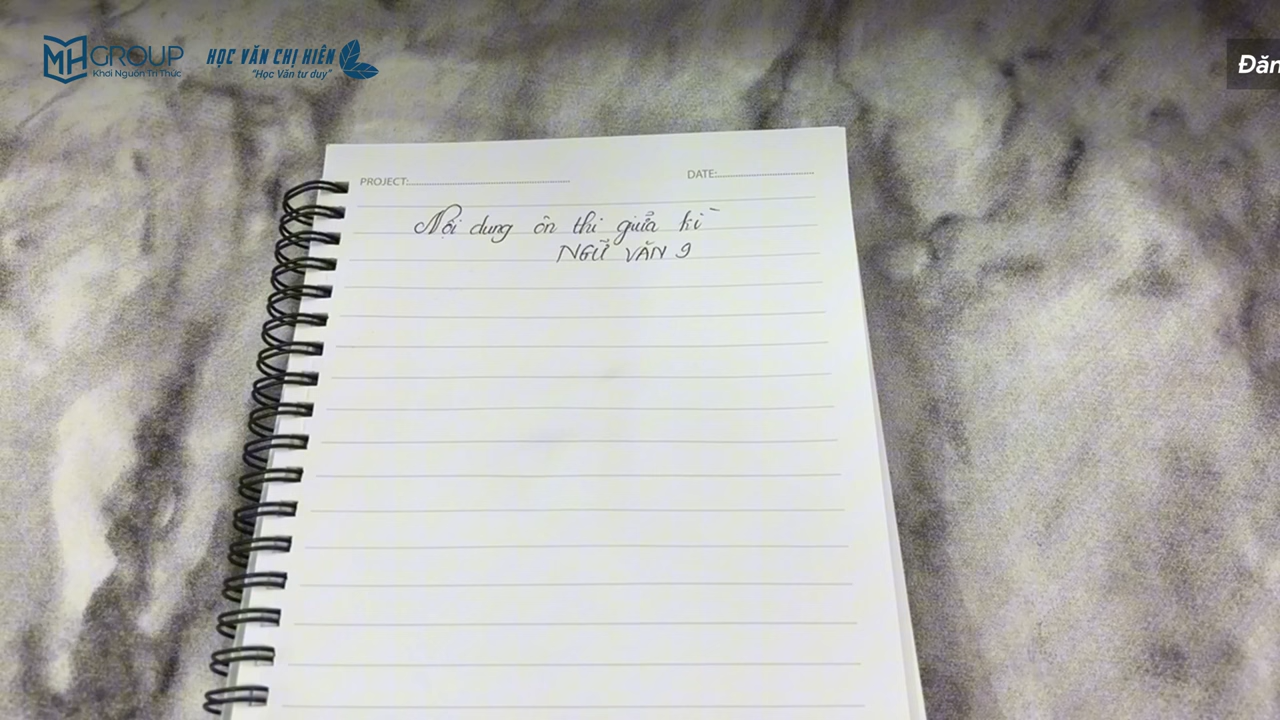 MH GROUP
Khơi Nguồn Tri Thức
HỌC VĂN CHỊ HIÊN
"Học Văn tư duy"
Đăn
PROJECT:
DATE:
Nội dung ôn thi giữa kì
NGỮ VĂN 9